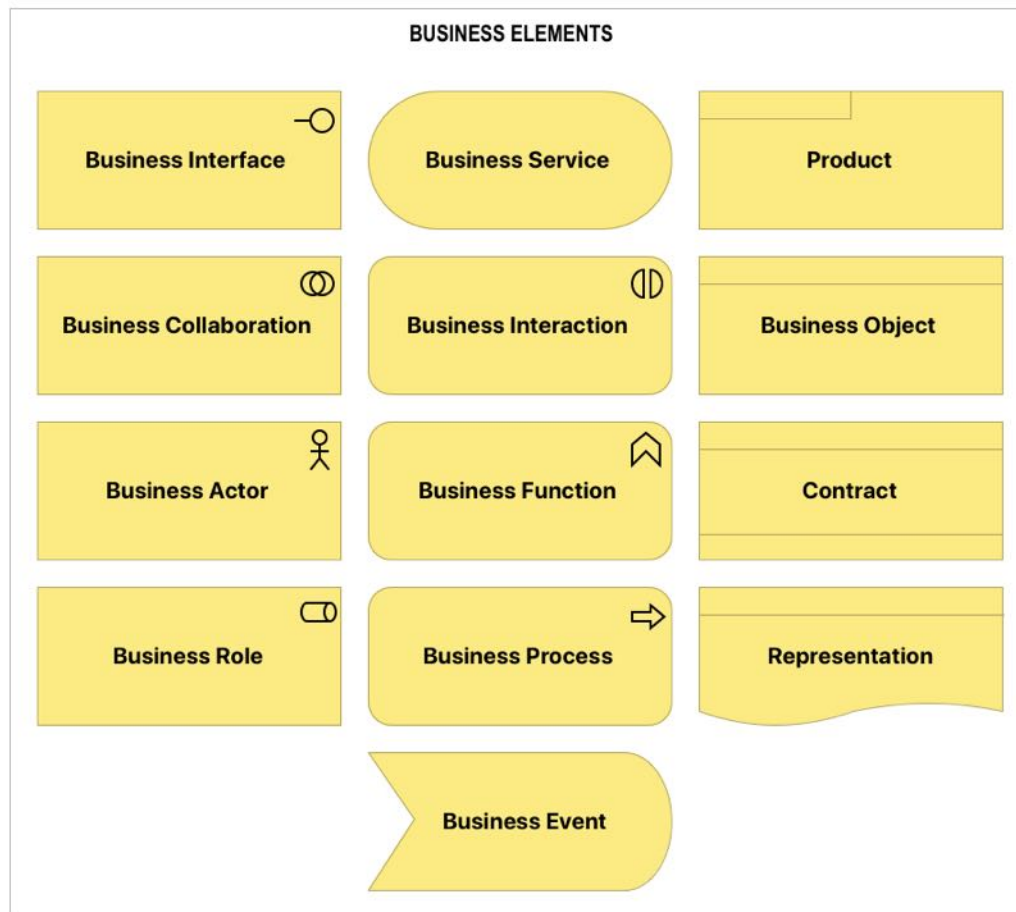 BUSINESS ELEMENTS
Business Interface
Business Service
Product
Business Collaboration
Business Interaction
Business Object
Business Actor
Business Function
Contract
Business Role
Business Process
Representation
Business Event